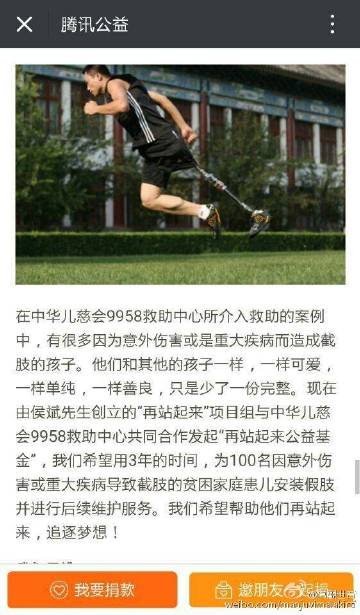 腾讯公益
在中华儿慈会9958救助中心所介入救助的案例
中，有很多因为意外伤害或是重大疾病而造成截
肢的孩子。他们和其他的孩子一样，一样可爱，
一样单纯，一样善良，只是少了一份完整。现在
由侯斌先生创立的“再站起来”项目组与中华儿慈
会9958救助中心共同合作发起“再站起来公益基
金”，我们希望用3年的时间，为100名因意外伤
害或重大疾病导致截肢的贫困家庭患儿安装假肢
并进行后续维护服务。我们希望帮助他们再站起
来，追逐梦想！
我要捐款
邀朋友